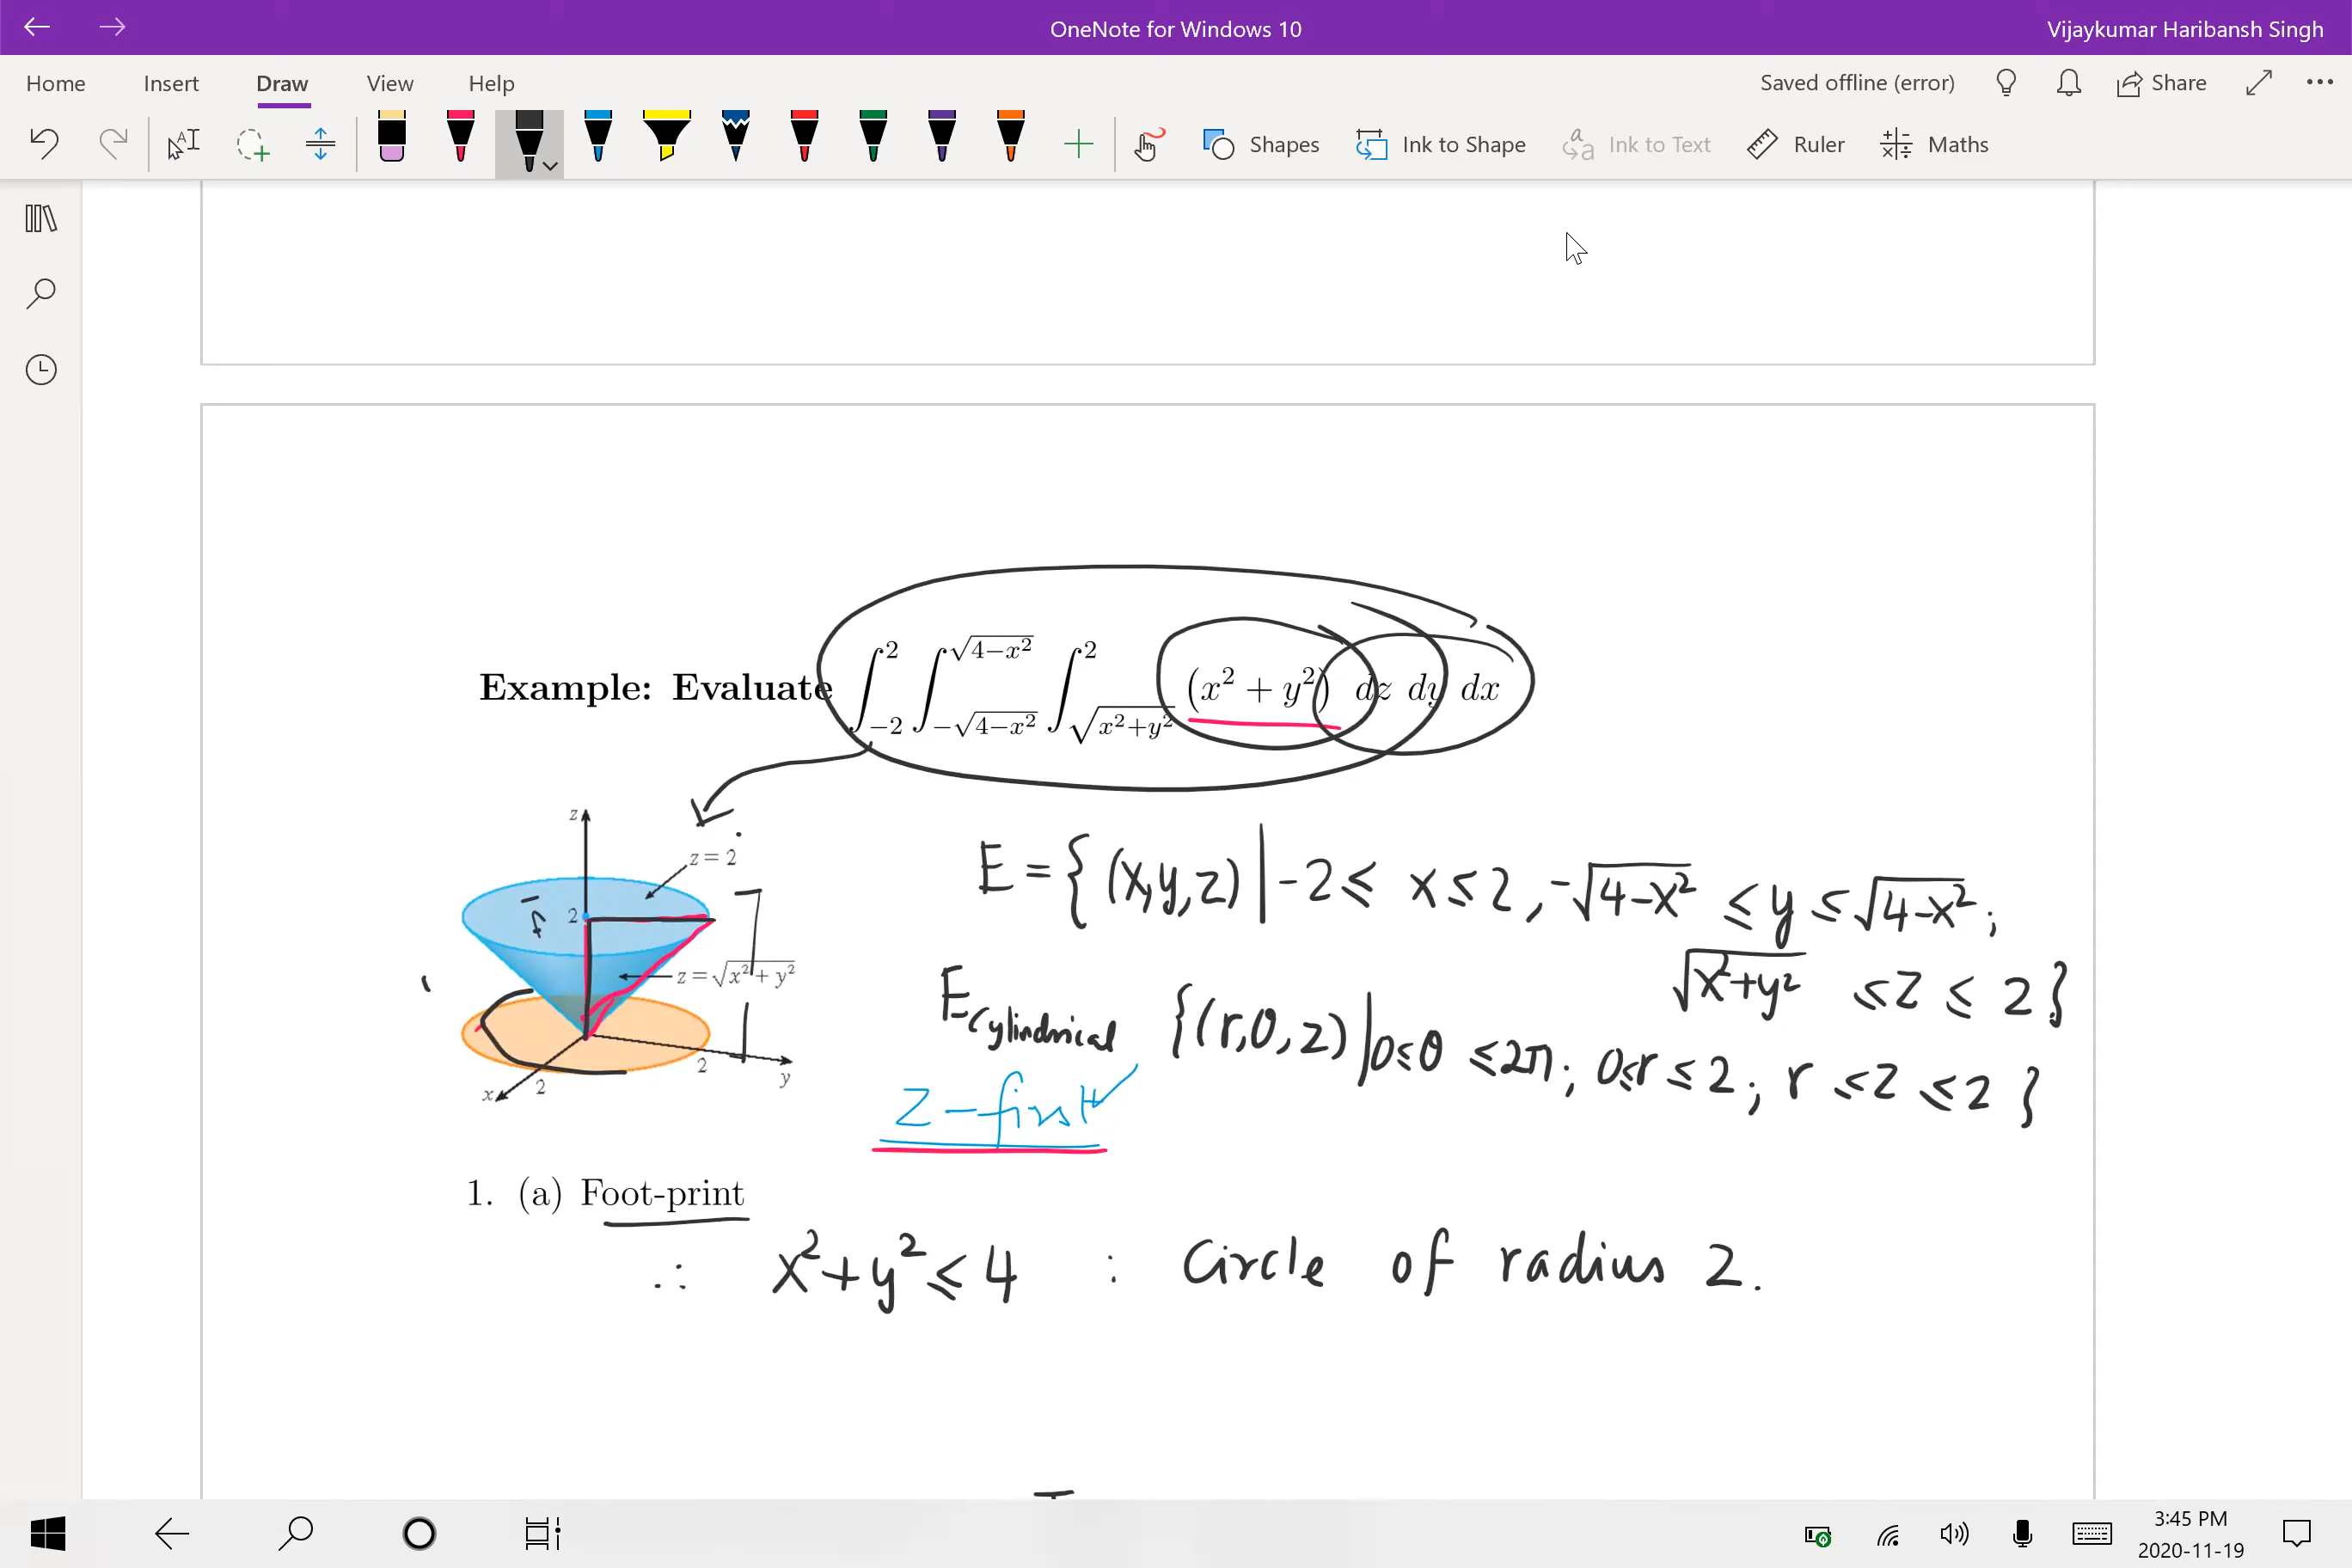 OneNote for Windows 10
Vijaykumar Haribansh Singh
Home Insert Draw View Help
Saved offline (error) Share
Shapes Ink to Shape Ink to Text Ruler Maths
Example: Evaluate ∫_{-2}^{2} ∫_{-√(4-x²)}^{√(4-x²)} ∫_{√(x²+y²)}^{2} (x² + y²) dz dy dx
z
z = 2
2
z = √(x² + y²)
2
y
x
2
E = {(x,y,z) | -2 ≤ x ≤ 2, -√(4-x²) ≤ y ≤ √(4-x²);
√(x²+y²) ≤ z ≤ 2}
E cylindrical {(r,θ,z) | 0≤θ ≤2π; 0≤r ≤ 2; r ≤ z ≤ 2}
z-first
1. (a) Foot-print
∴ x²+y² ≤ 4 : Circle of radius 2.
3:45 PM
2020-11-19